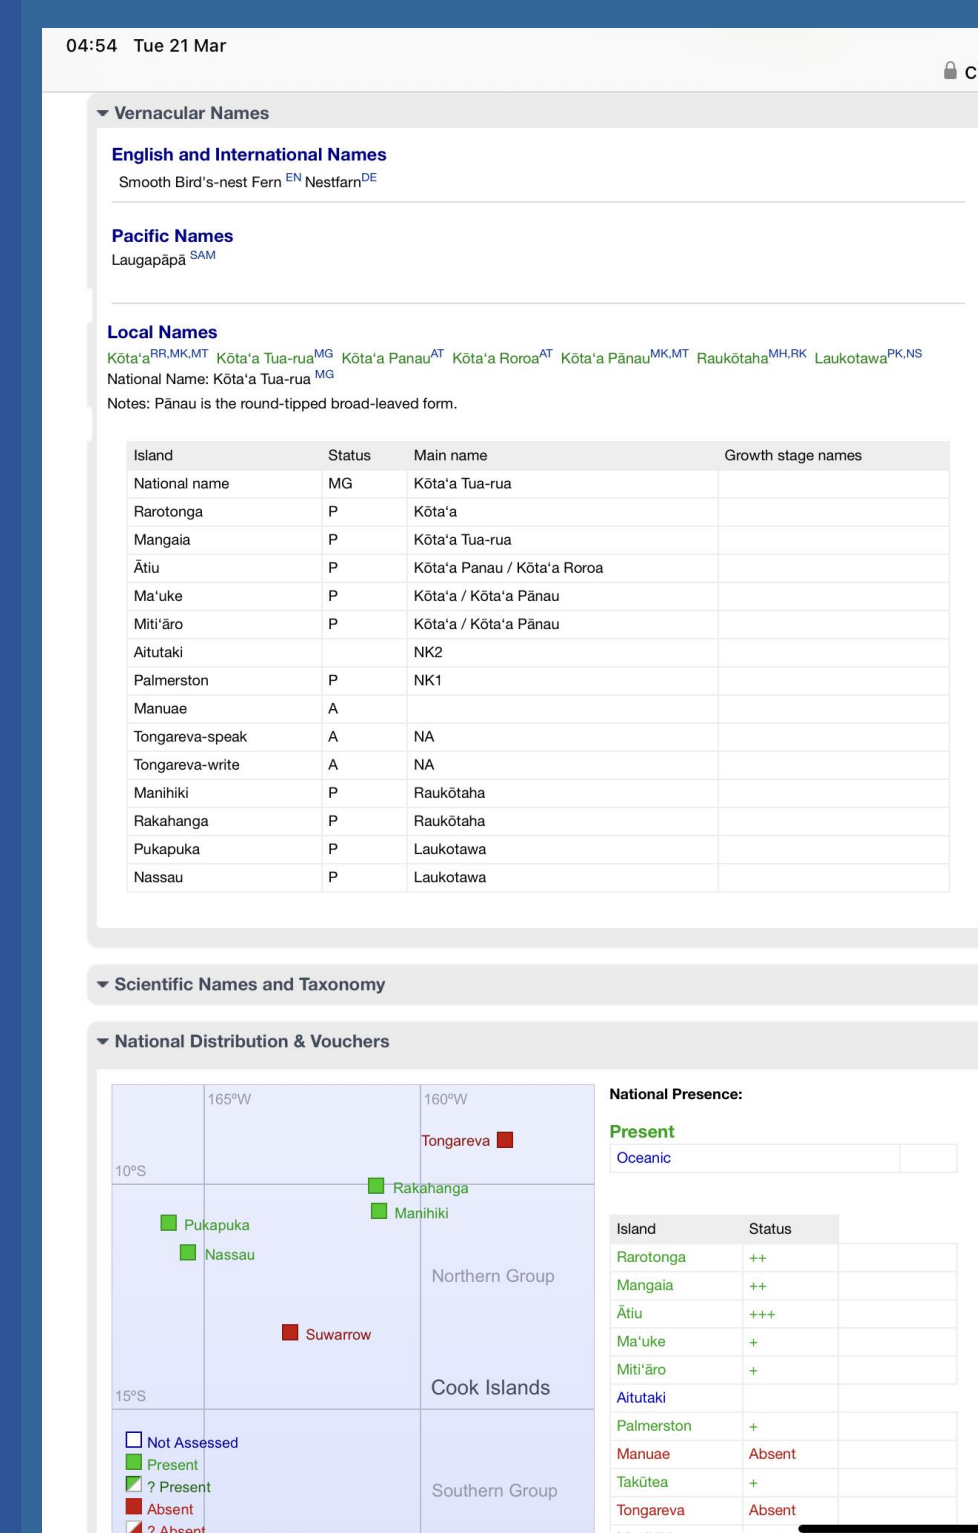 04:54 Tue 21 Mar
C
Vernacular Names
English and International Names
Smooth Bird's-nest Fern EN Nestfarn DE
Pacific Names
Laugapāpā SAM
Local Names
Kōta‘a RR,MK,MT Kōta‘a Tua-rua MG Kōta‘a Panau AT Kōta‘a Roroa AT Kōta‘a Pānau MK,MT Raukōtaha MH,RK Laukotawa PK,NS
National Name: Kōta‘a Tua-rua MG
Notes: Pānau is the round-tipped broad-leaved form.
Island Status Main name Growth stage names
National name MG Kōta‘a Tua-rua
Rarotonga P Kōta‘a
Mangaia P Kōta‘a Tua-rua
Ātiu P Kōta‘a Panau / Kōta‘a Roroa
Ma‘uke P Kōta‘a / Kōta‘a Pānau
Miti‘āro P Kōta‘a / Kōta‘a Pānau
Aitutaki NK2
Palmerston P NK1
Manuae A
Tongareva-speak A NA
Tongareva-write A NA
Manihiki P Raukōtaha
Rakahanga P Raukōtaha
Pukapuka P Laukotawa
Nassau P Laukotawa
Scientific Names and Taxonomy
National Distribution & Vouchers
165ºW 160ºW
Tongareva
10ºS
Rakahanga
Manihiki
Pukapuka
Nassau
Northern Group
Suwarrow
Cook Islands
15ºS
Not Assessed
Present
? Present
Southern Group
Absent
? Absent
National Presence:
Present
Oceanic
Island Status
Rarotonga ++
Mangaia ++
Ātiu +++
Ma‘uke +
Miti‘āro +
Aitutaki
Palmerston +
Manuae Absent
Takūtea +
Tongareva Absent